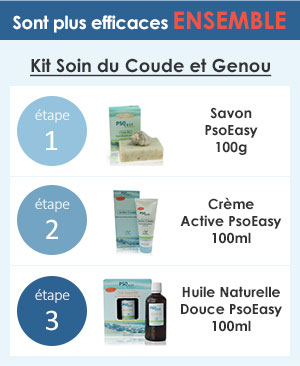 Sont plus efficaces ENSEMBLE
Kit Soin du Coude et Genou
étape
1
Savon
PsoEasy
100g
étape
2
Crème
Active PsoEasy
100ml
étape
3
Huile Naturelle
Douce PsoEasy
100ml